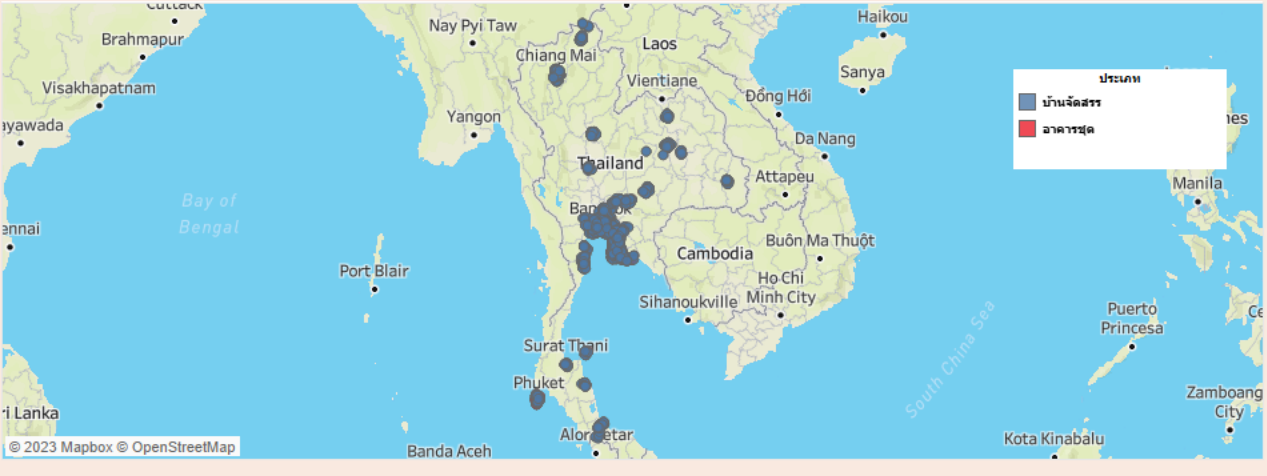 Cuttack
Haikou
Nay Pyi Taw
Brahmapur
Laos
Chiang Mai
Sanya
ประเภท
Vientiane
บ้านจัดสรร
Visakhapatnam
Đồng Hới
Yangon
nes
ayawada
อาคารชุด
Da Nang
Thailand
Attapeu
Manila
Bay of
Bengal
Bangkok
ennai
Buôn Ma Thuột
Cambodia
Port Blair
Ho Chi
Minh City
Sihanoukville
Puerto
Princesa
Ce
South China Sea
Surat Thani
Phuket
Zamboang
City
ri Lanka
Alor Setar
Kota Kinabalu
© 2023 Mapbox © OpenStreetMap
Banda Aceh